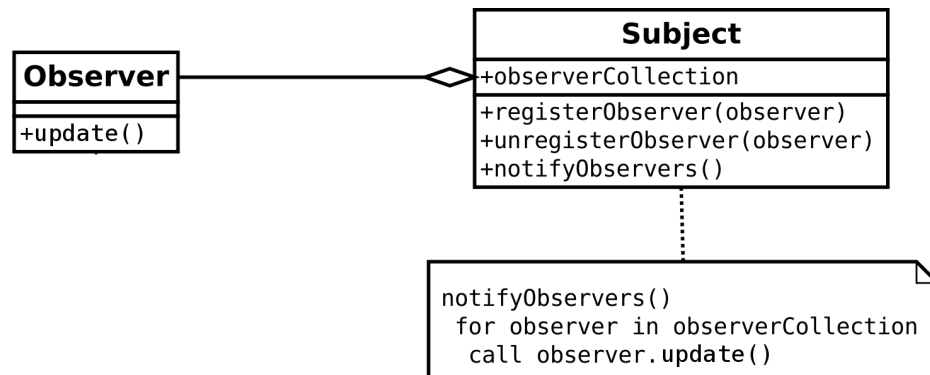 Observer
+update()
Subject
+observerCollection
+registerObserver(observer)
+unregisterObserver(observer)
+notifyObservers()
notifyObservers()
for observer in observerCollection
call observer.update()